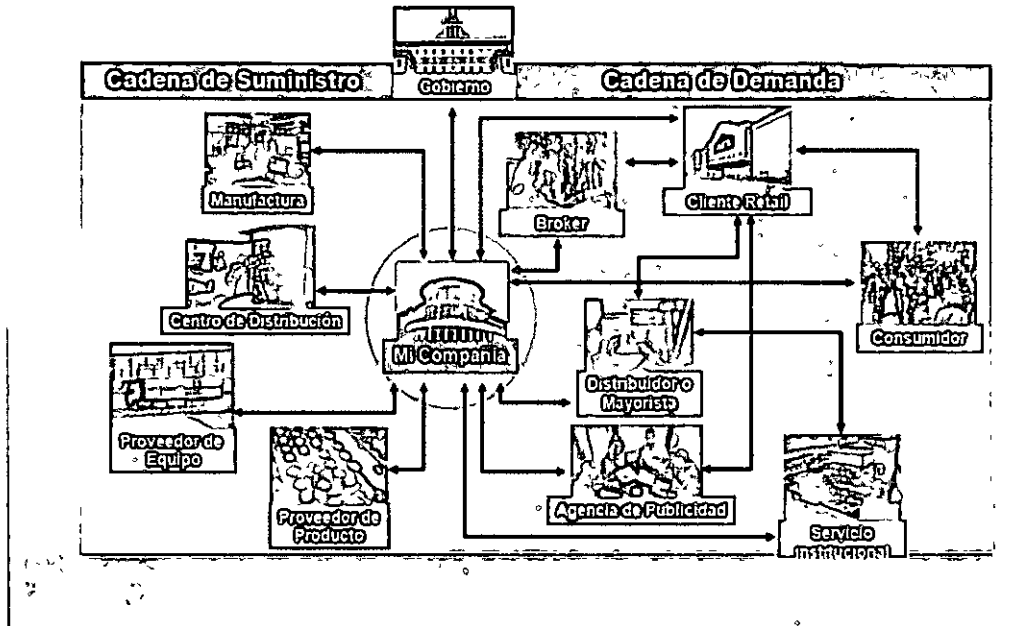 Cadena de Suministro
Gobierno
Cadena de Demanda
Manufactura
Broker
Cliente Retail
Centro de Distribución
Mi Compañía
Consumidor
Distribuidor o
Mayorista
Proveedor de
Equipo
Proveedor de
Producto
Agencia de Publicidad
Servicio
Institucional